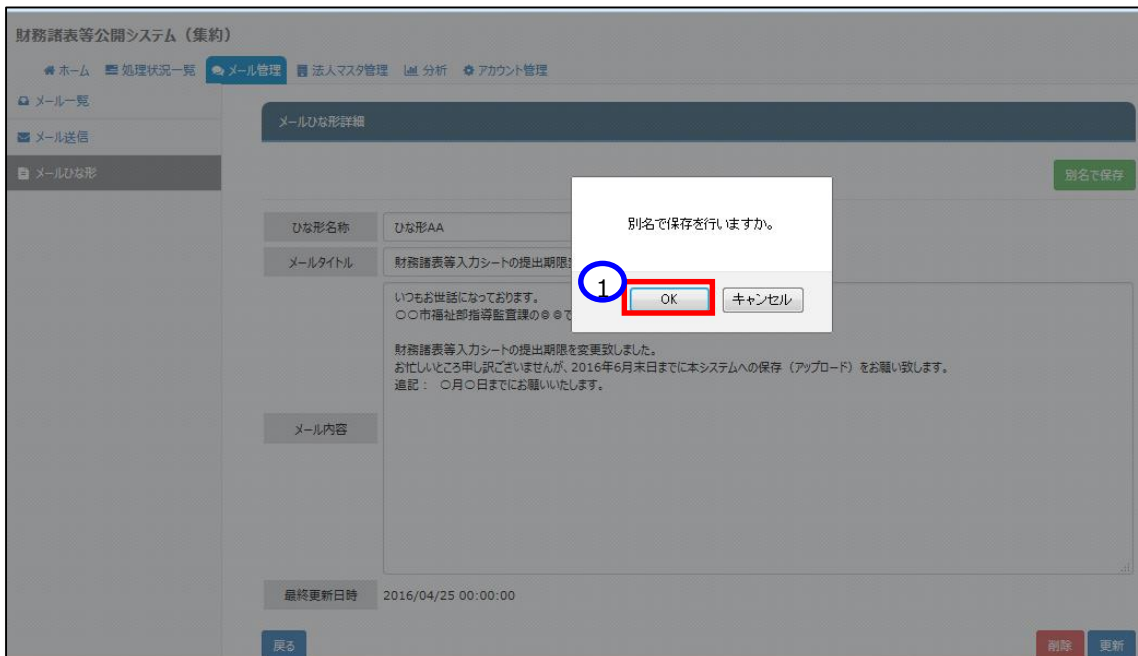 財務諸表等公開システム（集約）
ホーム 処理状況一覧 メール管理 法人マスタ管理 分析 アカウント管理
メール一覧
メール送信
メールひな形
メールひな形詳細
別名で保存
ひな形名称 ひな形AA
メールタイトル 財務諸表等入力シートの提出期限
別名で保存を行いますか。
1
OK キャンセル
いつもお世話になっております。
〇〇市福祉部指導監査課の◎◎で
財務諸表等入力シートの提出期限を変更致しました。
お忙しいところ申し訳ございませんが、2016年6月末日までに本システムへの保存（アップロード）をお願い致します。
追記： 〇月〇日までにお願いいたします。
メール内容
最終更新日時 2016/04/25 00:00:00
戻る 削除 更新